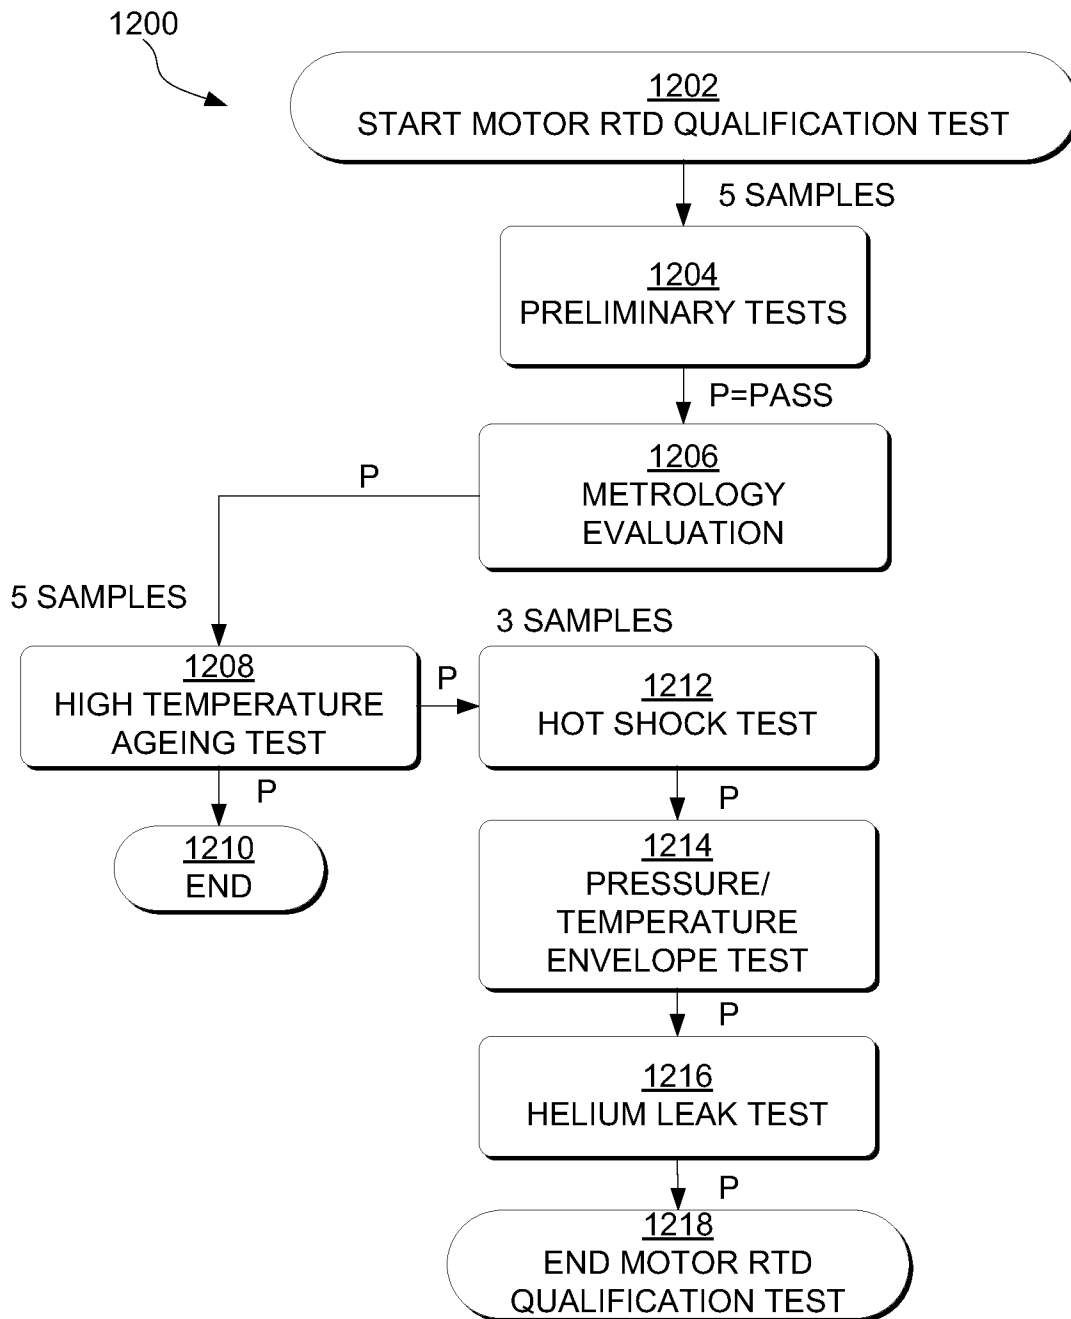 1200
1202
START MOTOR RTD QUALIFICATION TEST
5 SAMPLES
1204
PRELIMINARY TESTS
P=PASS
1206
METROLOGY
EVALUATION
P
5 SAMPLES
1208
HIGH TEMPERATURE
AGEING TEST
P
1210
END
P
3 SAMPLES
1212
HOT SHOCK TEST
P
1214
PRESSURE/
TEMPERATURE
ENVELOPE TEST
P
1216
HELIUM LEAK TEST
P
1218
END MOTOR RTD
QUALIFICATION TEST